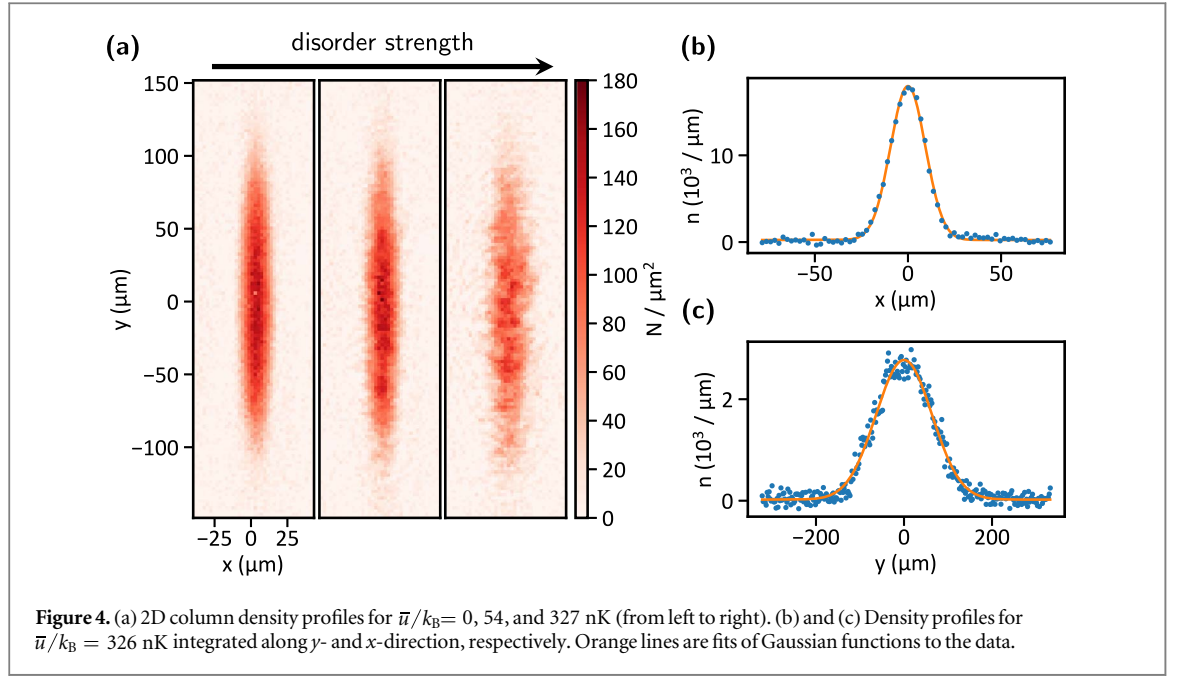 (a)
disorder strength
150
100
50
0
−50
−100
y (μm)
−25 0 25
x (μm)
180
160
140
120
100
80
60
40
20
0
N / μm²
(b)
10
0
n (10³ / μm)
−50 0 50
x (μm)
(c)
2
0
n (10³ / μm)
−200 0 200
y (μm)
Figure 4. (a) 2D column density profiles for u̅/k_B= 0, 54, and 327 nK (from left to right). (b) and (c) Density profiles for
u̅/k_B = 326 nK integrated along y- and x-direction, respectively. Orange lines are fits of Gaussian functions to the data.